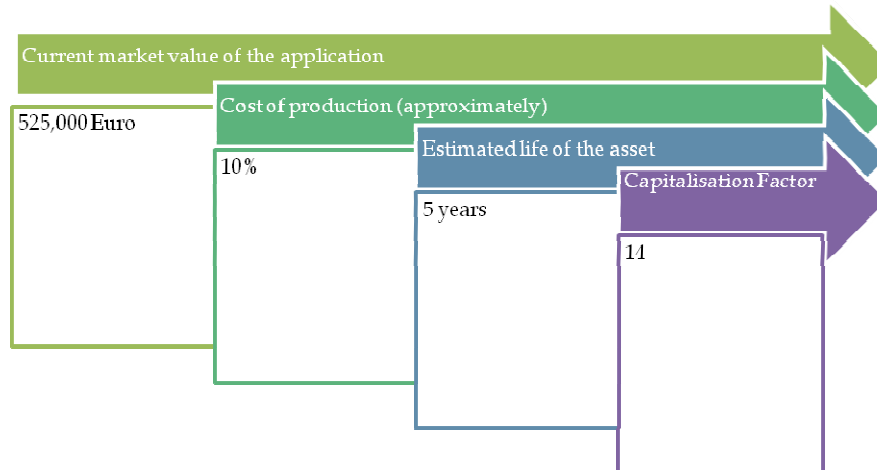 Current market value of the application
525,000 Euro
Cost of production (approximately)
10%
Estimated life of the asset
5 years
Capitalisation Factor
14